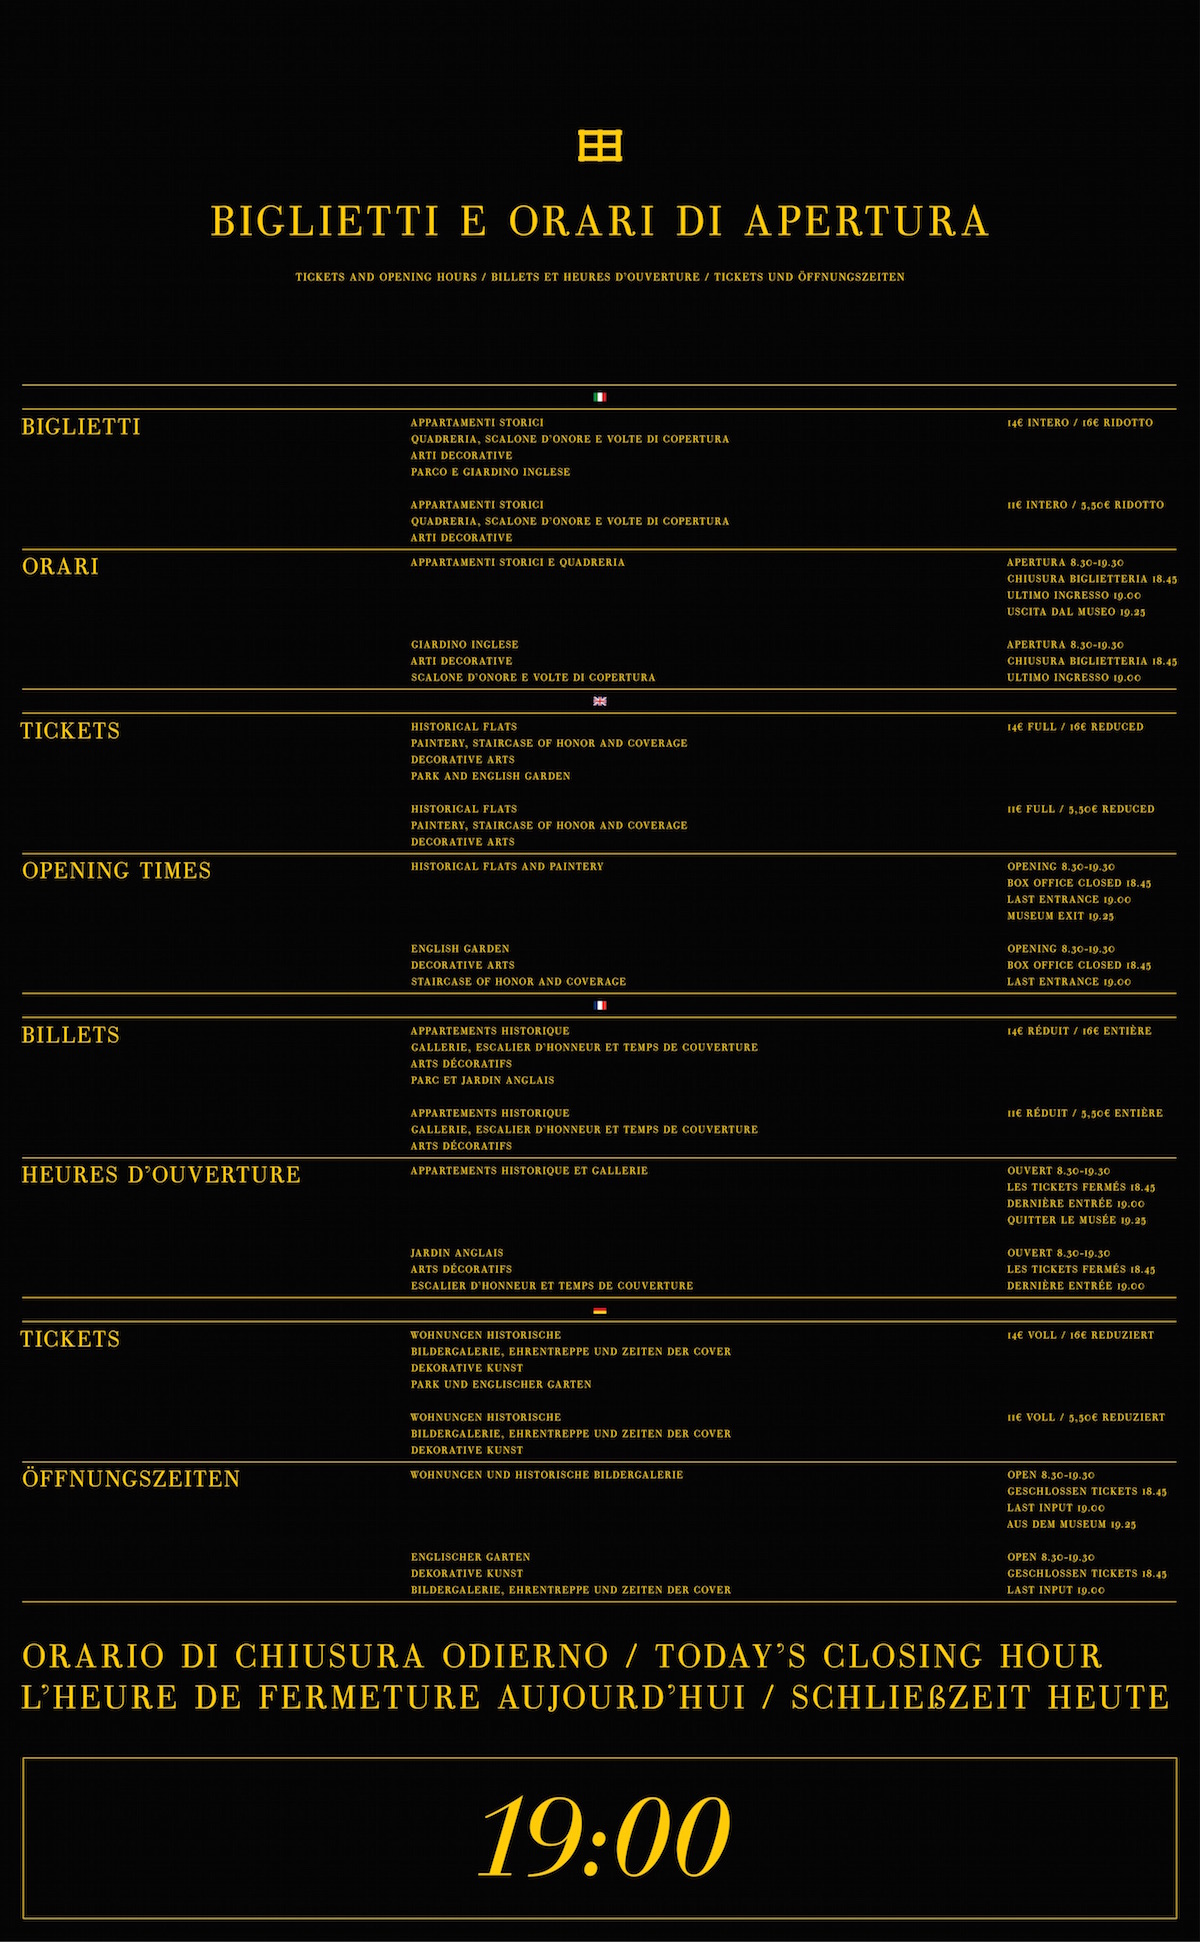 BIGLIETTI E ORARI DI APERTURA
TICKETS AND OPENING HOURS / BILLETS ET HEURES D'OUVERTURE / TICKETS UND ÖFFNUNGSZEITEN
BIGLIETTI
APPARTAMENTI STORICI
14€ INTERO / 16€ RIDOTTO
QUADRERIA, SCALONE D'ONORE E VOLTE DI COPERTURA
ARTI DECORATIVE
PARCO E GIARDINO INGLESE
APPARTAMENTI STORICI
11€ INTERO / 5,50€ RIDOTTO
QUADRERIA, SCALONE D'ONORE E VOLTE DI COPERTURA
ARTI DECORATIVE
ORARI
APPARTAMENTI STORICI E QUADRERIA
APERTURA 8.30-19.30
CHIUSURA BIGLIETTERIA 18.45
ULTIMO INGRESSO 19.00
USCITA DAL MUSEO 19.25
GIARDINO INGLESE
APERTURA 8.30-19.30
ARTI DECORATIVE
CHIUSURA BIGLIETTERIA 18.45
SCALONE D'ONORE E VOLTE DI COPERTURA
ULTIMO INGRESSO 19.00
TICKETS
HISTORICAL FLATS
14€ FULL / 16€ REDUCED
PAINTERY, STAIRCASE OF HONOR AND COVERAGE
DECORATIVE ARTS
PARK AND ENGLISH GARDEN
HISTORICAL FLATS
11€ FULL / 5,50€ REDUCED
PAINTERY, STAIRCASE OF HONOR AND COVERAGE
DECORATIVE ARTS
OPENING TIMES
HISTORICAL FLATS AND PAINTERY
OPENING 8.30-19.30
BOX OFFICE CLOSED 18.45
LAST ENTRANCE 19.00
MUSEUM EXIT 19.25
ENGLISH GARDEN
OPENING 8.30-19.30
DECORATIVE ARTS
BOX OFFICE CLOSED 18.45
STAIRCASE OF HONOR AND COVERAGE
LAST ENTRANCE 19.00
BILLETS
APPARTEMENTS HISTORIQUE
14€ RÉDUIT / 16€ ENTIÈRE
GALLERIE, ESCALIER D'HONNEUR ET TEMPS DE COUVERTURE
ARTS DÉCORATIFS
PARC ET JARDIN ANGLAIS
APPARTEMENTS HISTORIQUE
11€ RÉDUIT / 5,50€ ENTIÈRE
GALLERIE, ESCALIER D'HONNEUR ET TEMPS DE COUVERTURE
ARTS DÉCORATIFS
HEURES D'OUVERTURE
APPARTEMENTS HISTORIQUE ET GALLERIE
OUVERT 8.30-19.30
LES TICKETS FERMÉS 18.45
DERNIÈRE ENTRÉE 19.00
QUITTER LE MUSÉE 19.25
JARDIN ANGLAIS
OUVERT 8.30-19.30
ARTS DÉCORATIFS
LES TICKETS FERMÉS 18.45
ESCALIER D'HONNEUR ET TEMPS DE COUVERTURE
DERNIÈRE ENTRÉE 19.00
TICKETS
WOHNUNGEN HISTORISCHE
14€ VOLL / 16€ REDUZIERT
BILDERGALERIE, EHRENTREPPE UND ZEITEN DER COVER
DEKORATIVE KUNST
PARK UND ENGLISCHER GARTEN
WOHNUNGEN HISTORISCHE
11€ VOLL / 5,50€ REDUZIERT
BILDERGALERIE, EHRENTREPPE UND ZEITEN DER COVER
DEKORATIVE KUNST
ÖFFNUNGSZEITEN
WOHNUNGEN UND HISTORISCHE BILDERGALERIE
OPEN 8.30-19.30
GESCHLOSSEN TICKETS 18.45
LAST INPUT 19.00
AUS DEM MUSEUM 19.25
ENGLISCHER GARTEN
OPEN 8.30-19.30
DEKORATIVE KUNST
GESCHLOSSEN TICKETS 18.45
BILDERGALERIE, EHRENTREPPE UND ZEITEN DER COVER
LAST INPUT 19.00
ORARIO DI CHIUSURA ODIERNO / TODAY'S CLOSING HOUR
L'HEURE DE FERMETURE AUJOURD'HUI / SCHLIEßZEIT HEUTE
19:00